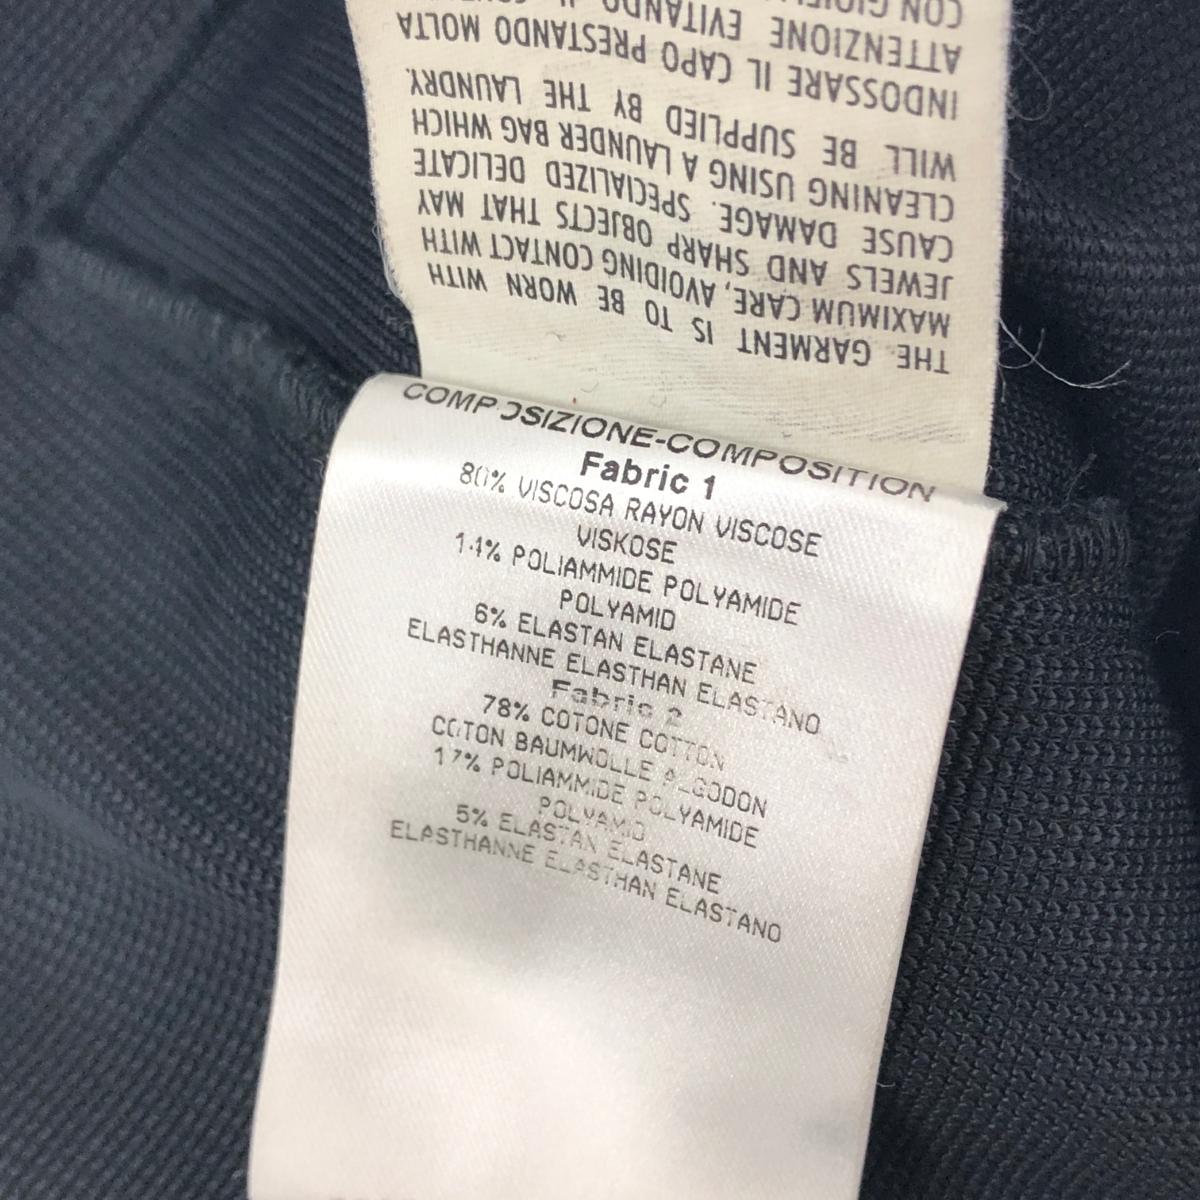 THE GARMENT IS TO BE WORN WITH
MAXIMUM CARE, AVOIDING CONTACT WITH
JEWELS AND SHARP OBJECTS THAT MAY
CAUSE DAMAGE. SPECIALIZED DELICATE
CLEANING USING A LAUNDER BAG WHICH
WILL BE SUPPLIED BY THE LAUNDRY.
INDOSSARE IL CAPO PRESTANDO MOLTA
ATTENZIONE EVITANDO IL
CON
COMPOSIZIONE-COMPOSITION
Fabric 1
80% VISCOSA RAYON VISCOSE
VISKOSE
14% POLIAMMIDE POLYAMIDE
POLYAMID
6% ELASTAN ELASTANE
ELASTHANNE ELASTHAN ELASTANO
Fabric 2
78% COTONE COTTON
COTON BAUMWOLLE ALGODON
17% POLIAMMIDE POLYAMIDE
POLYAMID
5% ELASTAN ELASTANE
ELASTHANNE ELASTHAN ELASTANO